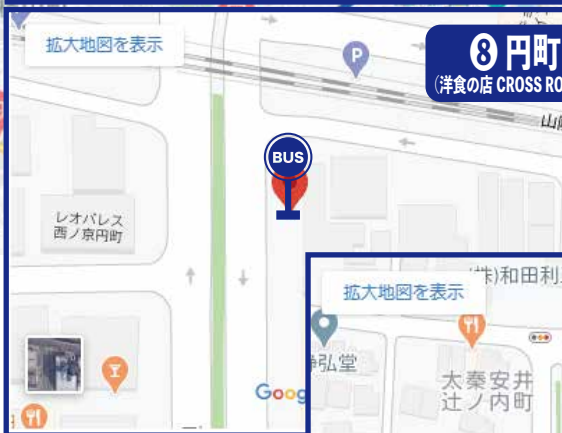 拡大地図を表示
P
⑧円町
(洋食の店 CROSS RO
山
BUS
レオパレス
西ノ京円町
Goog
拡大地図を表示
(株)和田利
弘堂
太秦安井
辻ノ内町